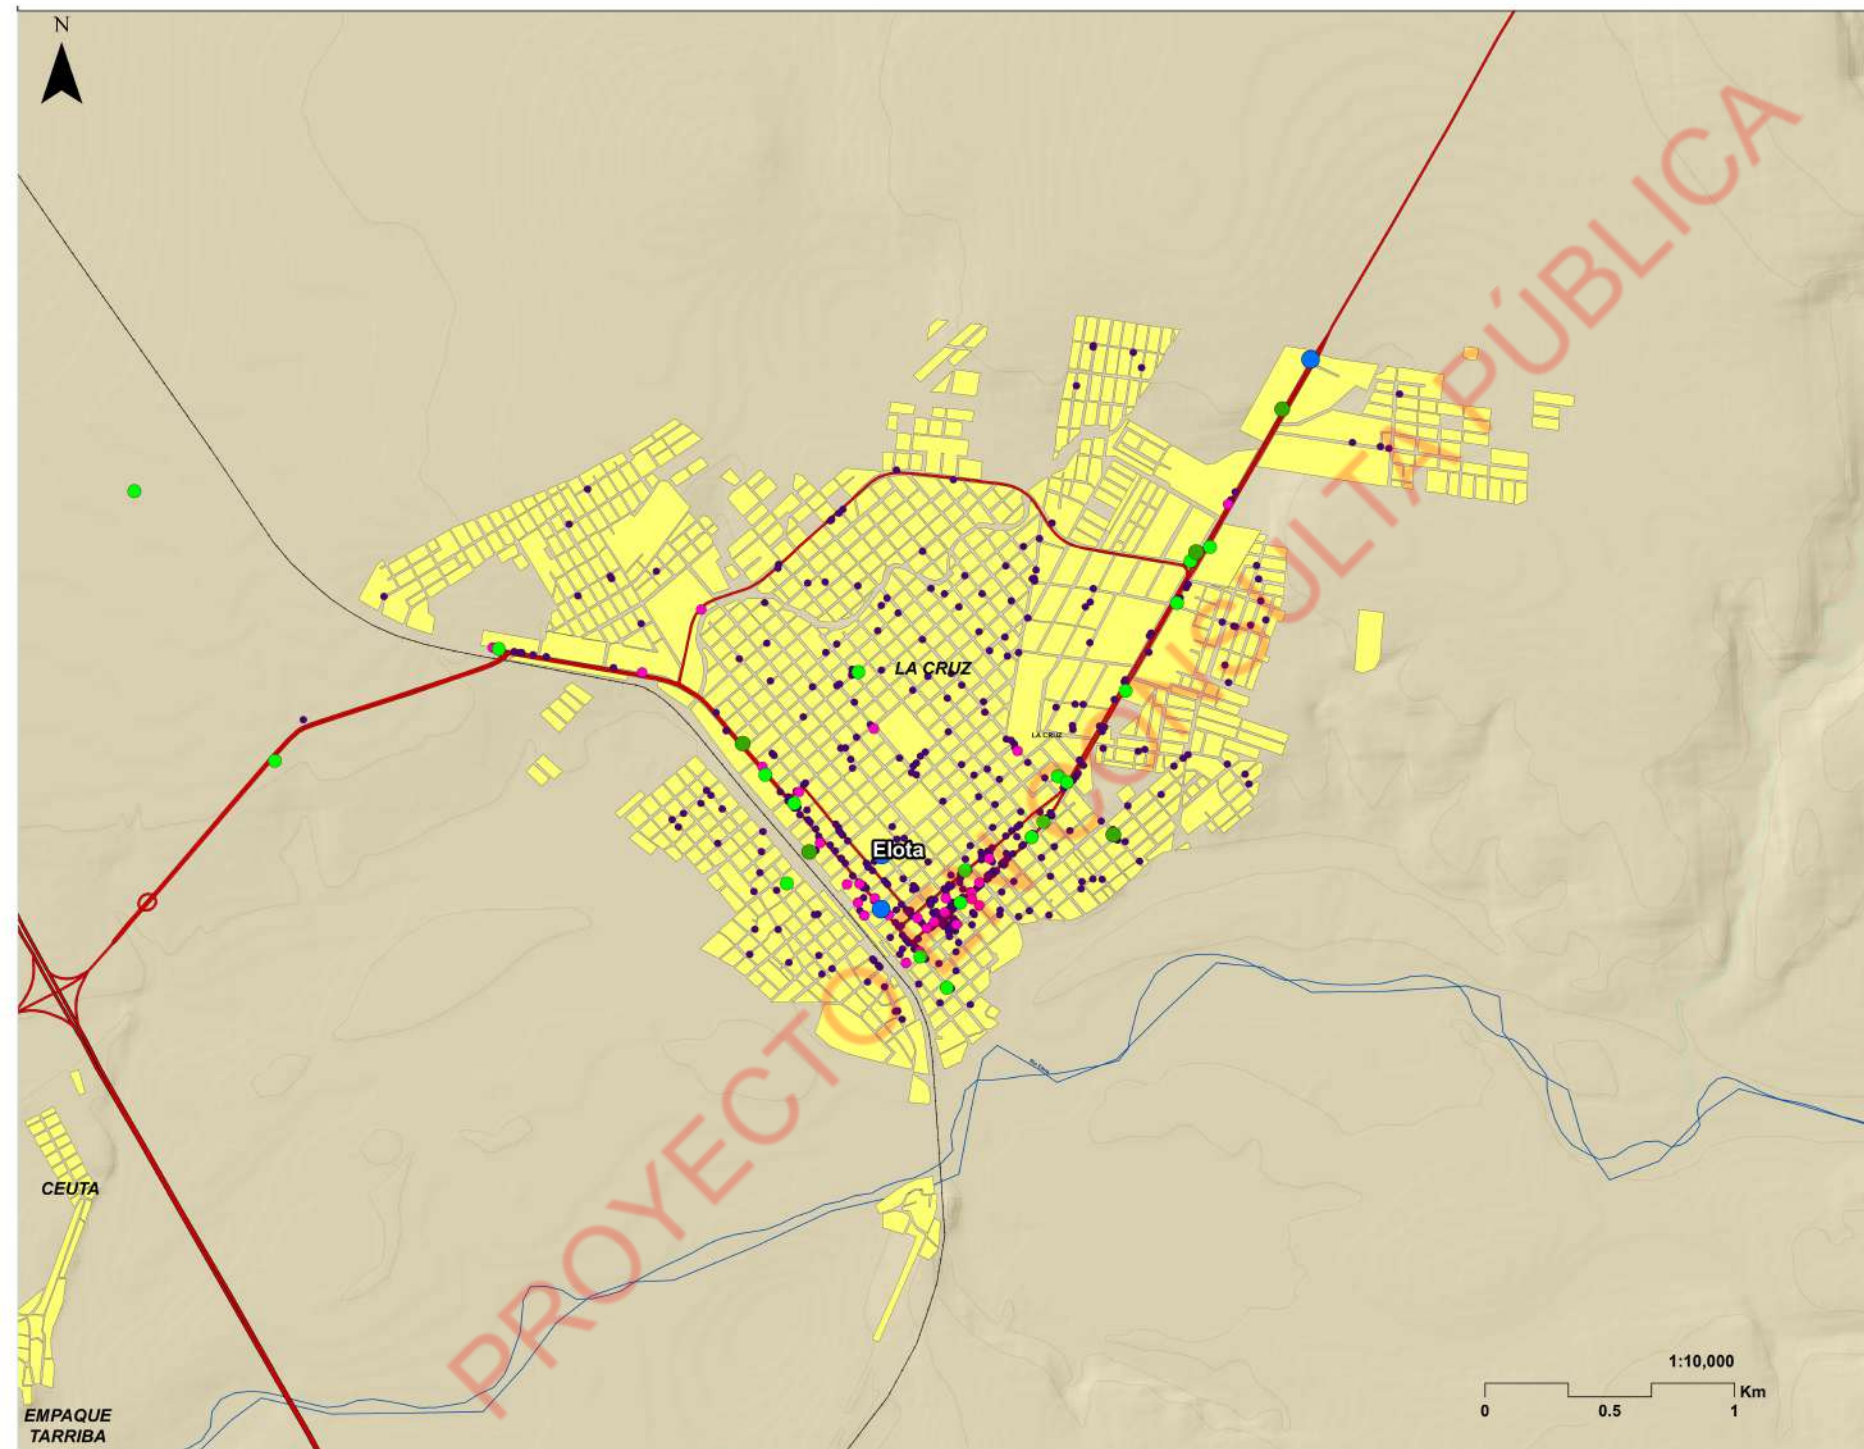 N
PROYECTO EN CONSULTA PÚBLICA
LA CRUZ
LA CRUZ
Elota
CEUTA
EMPAQUE
TARRIBA
1:10,000
Km
0 0.5 1